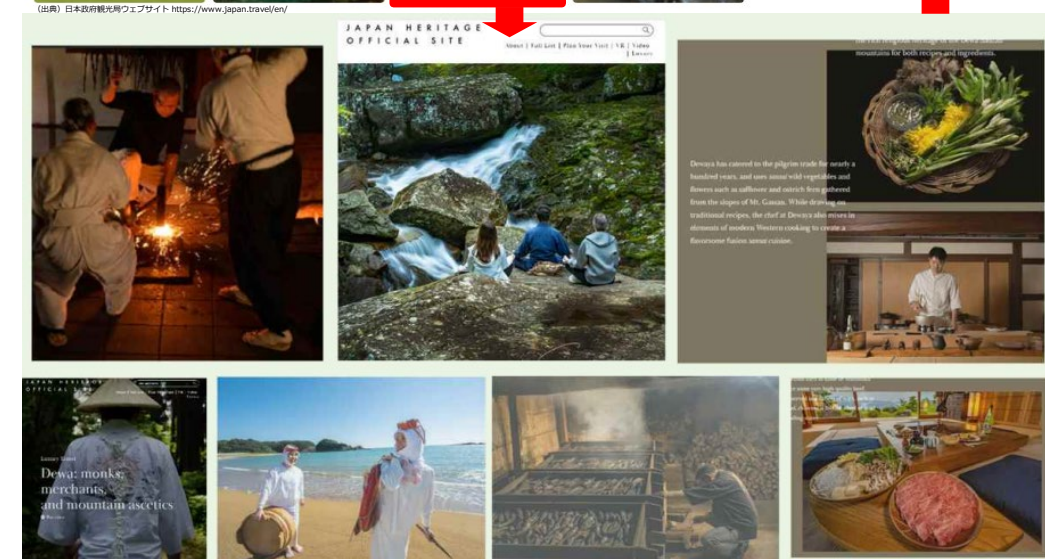 （出典）日本政府観光局ウェブサイト https://www.japan.travel/en/
JAPAN HERITAGE
OFFICIAL SITE
About | Full List | Plan Your Visit | VR | Video
| Luxury
mountains for both recipes and ingredients.
Dewaya has catered to the pilgrim trade for nearly a
hundred years, and uses sansai wild vegetables and
flowers such as safflower and ostrich fern gathered
from the slopes of Mt. Gassan. While drawing on
traditional recipes, the chef at Dewaya also mixes in
elements of modern Western cooking to create a
flavorsome fusion sansai cuisine.
JAPAN HERITAGE
OFFICIAL
Dewa: monks,
merchants,
and mountain ascetics